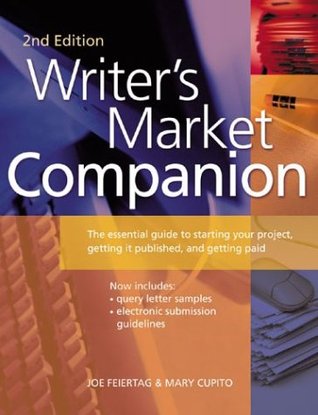 2nd Edition
Writer's
Market
Companion
The essential guide to starting your project,
getting it published, and getting paid
Now includes:
• query letter samples
• electronic submission
guidelines
JOE FEIERTAG & MARY CUPITO